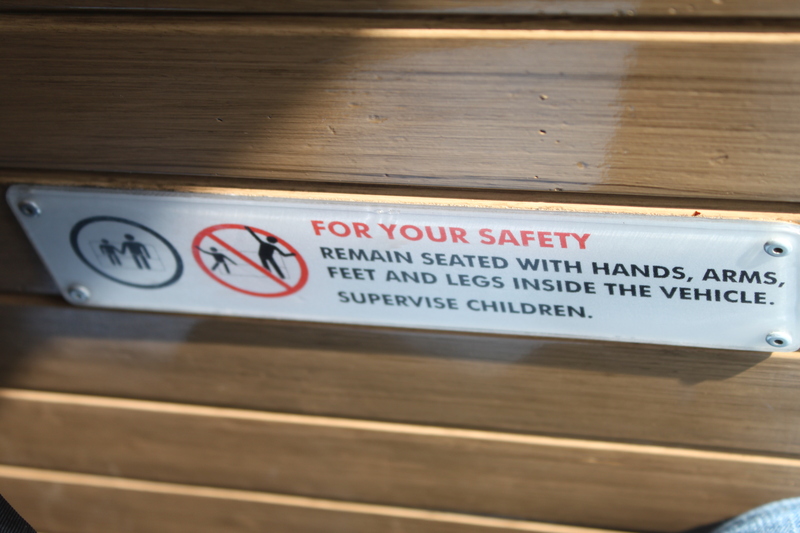 FOR YOUR SAFETY
REMAIN SEATED WITH HANDS, ARMS,
FEET AND LEGS INSIDE THE VEHICLE.
SUPERVISE CHILDREN.